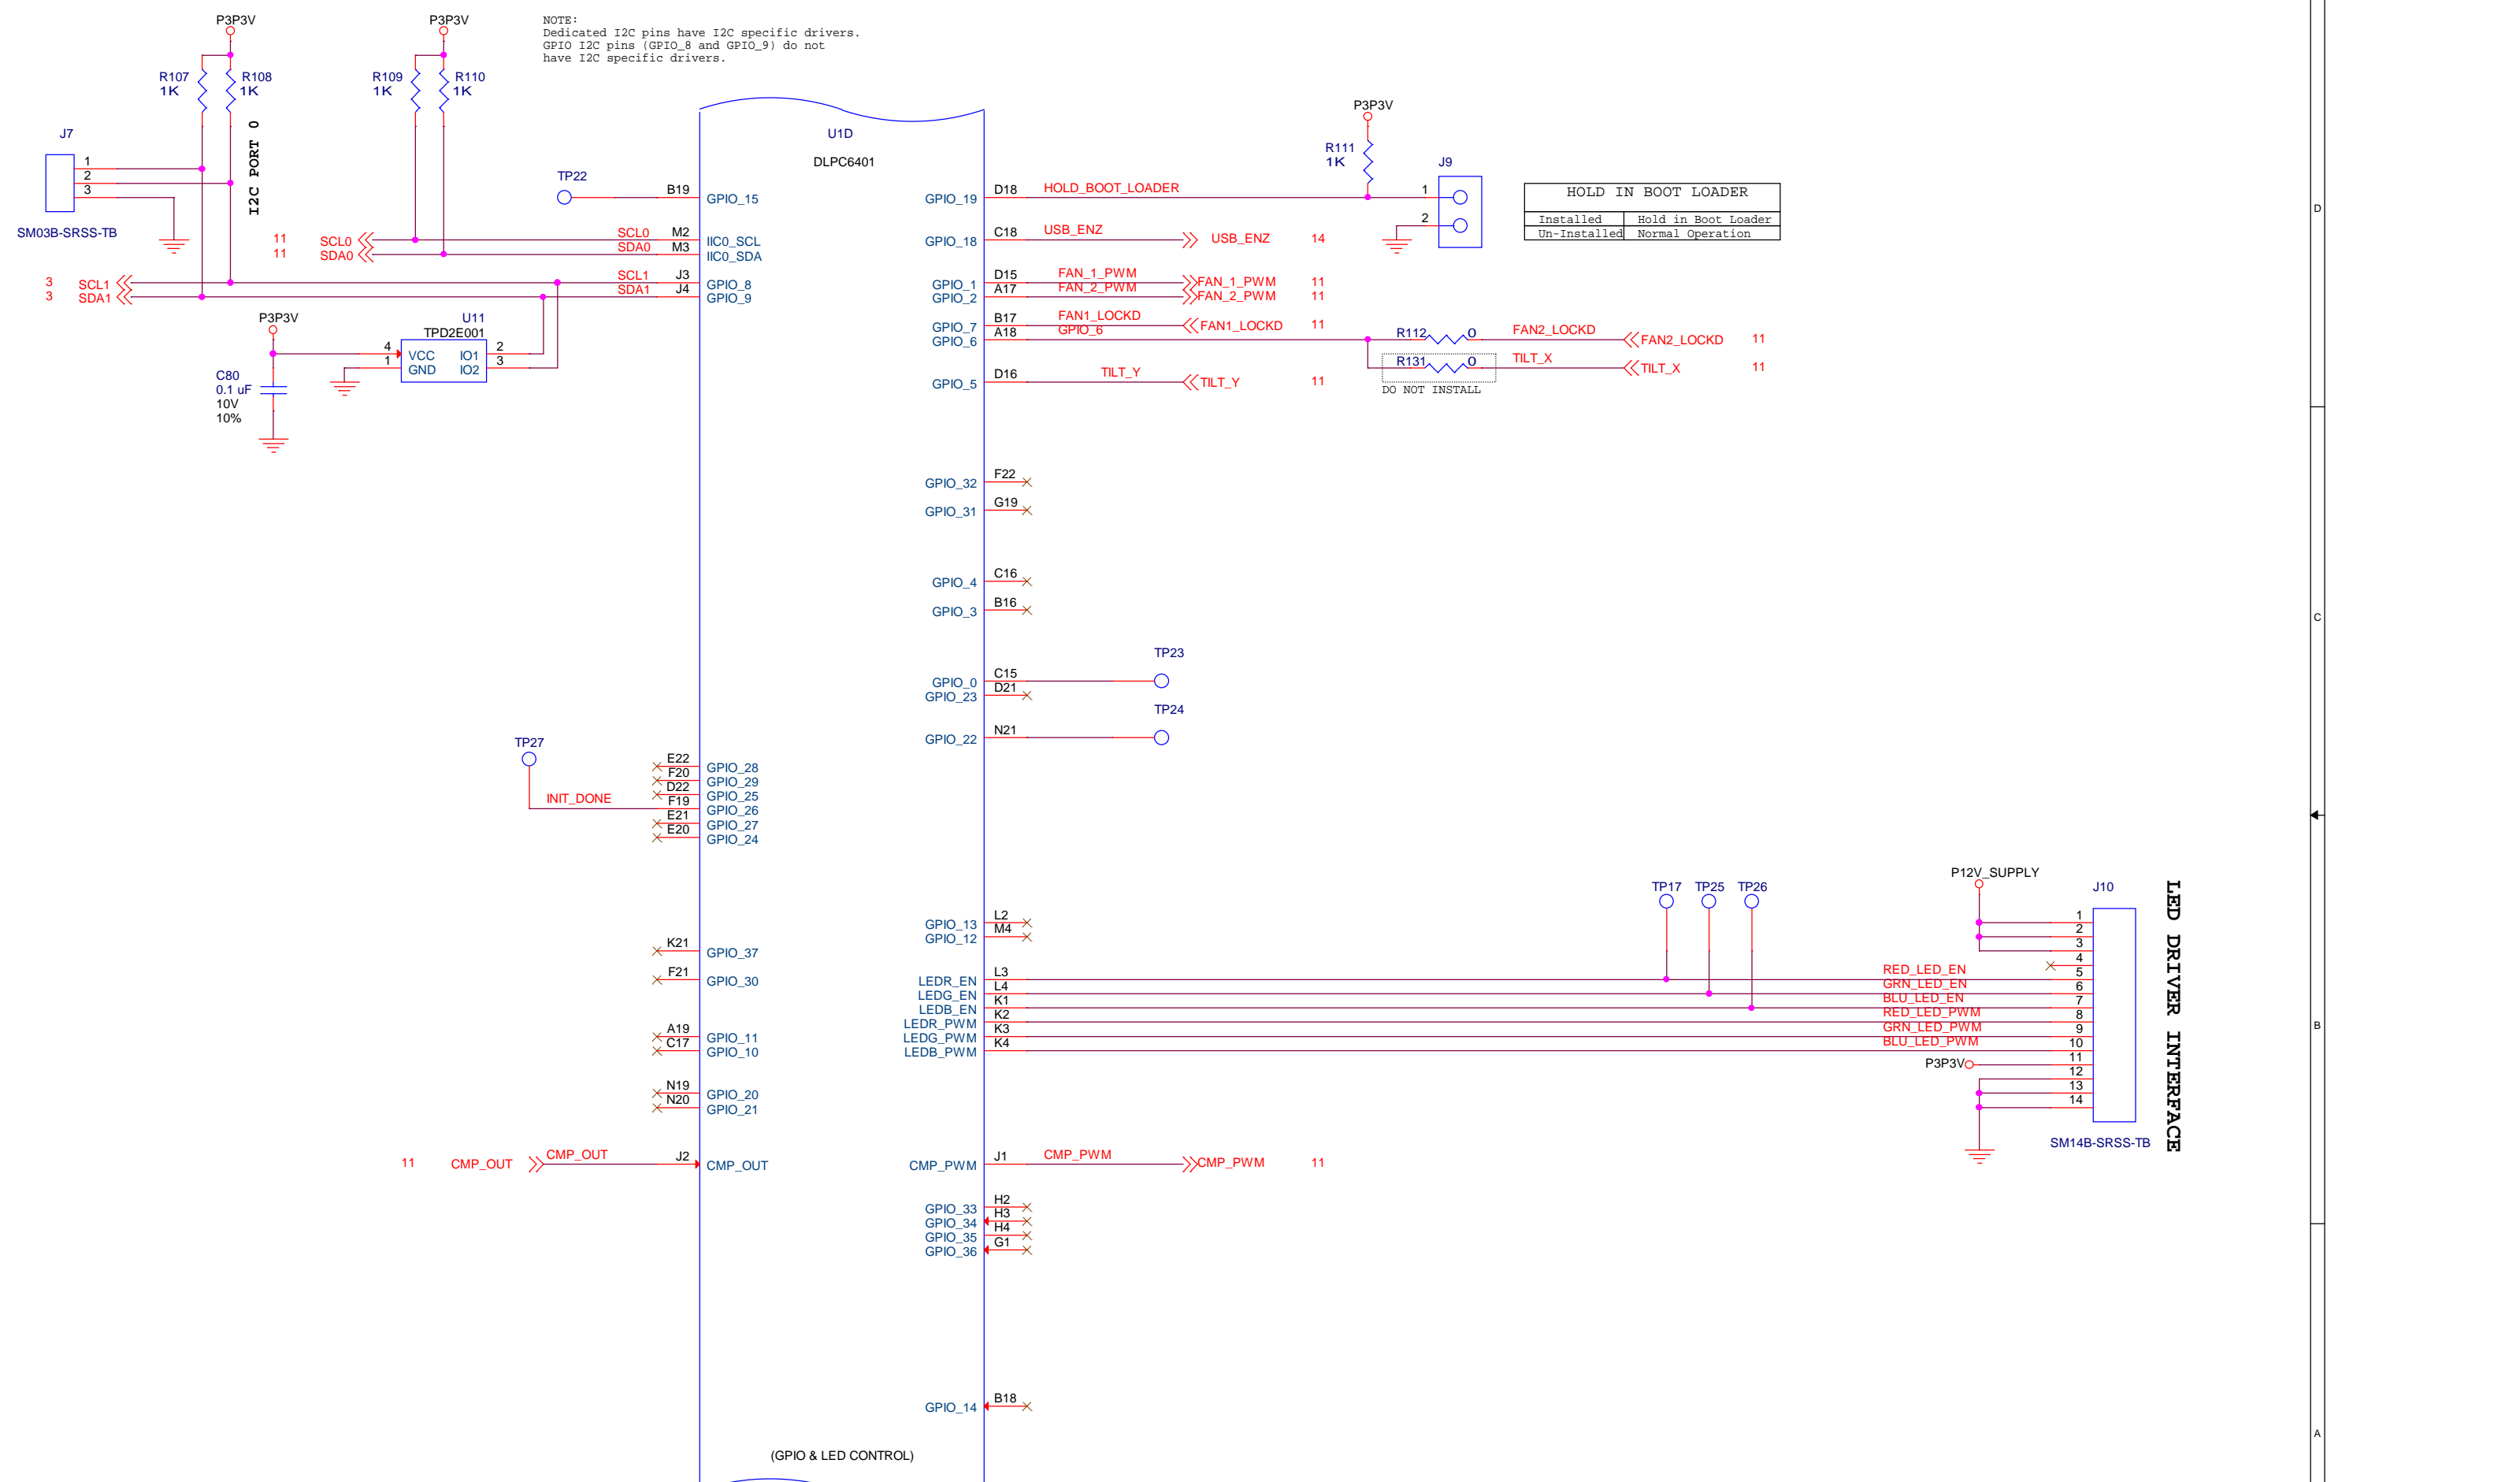 P3P3V
P3P3V
NOTE:
Dedicated I2C pins have I2C specific drivers.
GPIO I2C pins (GPIO_8 and GPIO_9) do not
have I2C specific drivers.
R107
1K
R108
1K
R109
1K
R110
1K
I2C PORT 0
J7
1
2
3
SM03B-SRSS-TB
U1D
DLPC6401
TP22
B19
GPIO_15
11
SCL0
SCL0
M2
IIC0_SCL
11
SDA0
SDA0
M3
IIC0_SDA
3
SCL1
SCL1
J3
GPIO_8
3
SDA1
SDA1
J4
GPIO_9
P3P3V
U11
TPD2E001
4
VCC
IO1
2
1
GND
IO2
3
C80
0.1 uF
10V
10%
P3P3V
R111
1K
J9
1
2
GPIO_19
D18
HOLD_BOOT_LOADER
HOLD IN BOOT LOADER
Installed
Hold in Boot Loader
Un-Installed
Normal Operation
GPIO_18
C18
USB_ENZ
USB_ENZ
14
GPIO_1
D15
FAN_1_PWM
FAN_1_PWM
11
GPIO_2
A17
FAN_2_PWM
FAN_2_PWM
11
GPIO_7
B17
FAN1_LOCKD
FAN1_LOCKD
11
GPIO_6
A18
GPIO_6
R112
0
FAN2_LOCKD
FAN2_LOCKD
11
R131
0
TILT_X
TILT_X
11
DO NOT INSTALL
GPIO_5
D16
TILT_Y
TILT_Y
11
GPIO_32
F22
GPIO_31
G19
GPIO_4
C16
GPIO_3
B16
TP23
GPIO_0
C15
GPIO_23
D21
TP24
GPIO_22
N21
TP27
INIT_DONE
E22
GPIO_28
F20
GPIO_29
D22
GPIO_25
F19
GPIO_26
E21
GPIO_27
E20
GPIO_24
K21
GPIO_37
F21
GPIO_30
A19
GPIO_11
C17
GPIO_10
N19
GPIO_20
N20
GPIO_21
GPIO_13
L2
GPIO_12
M4
TP17
TP25
TP26
P12V_SUPPLY
J10
LED DRIVER INTERFACE
1
2
3
4
LEDR_EN
L3
RED_LED_EN
5
LEDG_EN
L4
GRN_LED_EN
6
LEDB_EN
K1
BLU_LED_EN
7
LEDR_PWM
K2
RED_LED_PWM
8
LEDG_PWM
K3
GRN_LED_PWM
9
LEDB_PWM
K4
BLU_LED_PWM
10
P3P3V
11
12
13
14
SM14B-SRSS-TB
11
CMP_OUT
CMP_OUT
J2
CMP_OUT
CMP_PWM
J1
CMP_PWM
CMP_PWM
11
GPIO_33
H2
GPIO_34
H3
GPIO_35
H4
GPIO_36
G1
GPIO_14
B18
(GPIO & LED CONTROL)
D
C
B
A